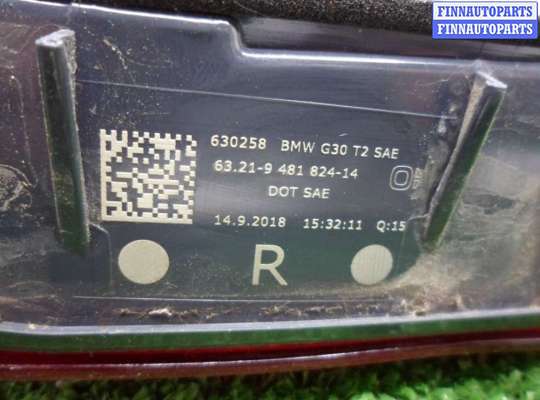 FINNAUTOPARTS
FINNAUTOPARTS
630258 BMW G30 T2 SAE
63.21-9 481 824-14
DOT SAE
14.9.2018 15:32:11 Q:15
R